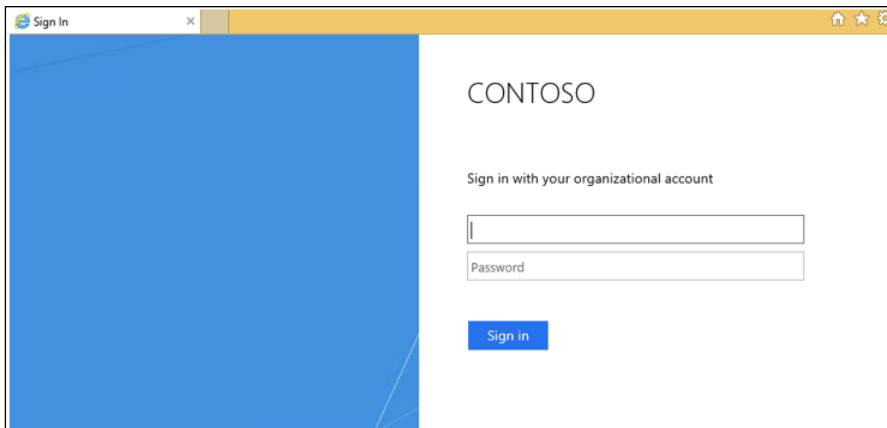 Sign In
CONTOSO
Sign in with your organizational account
Password
Sign in